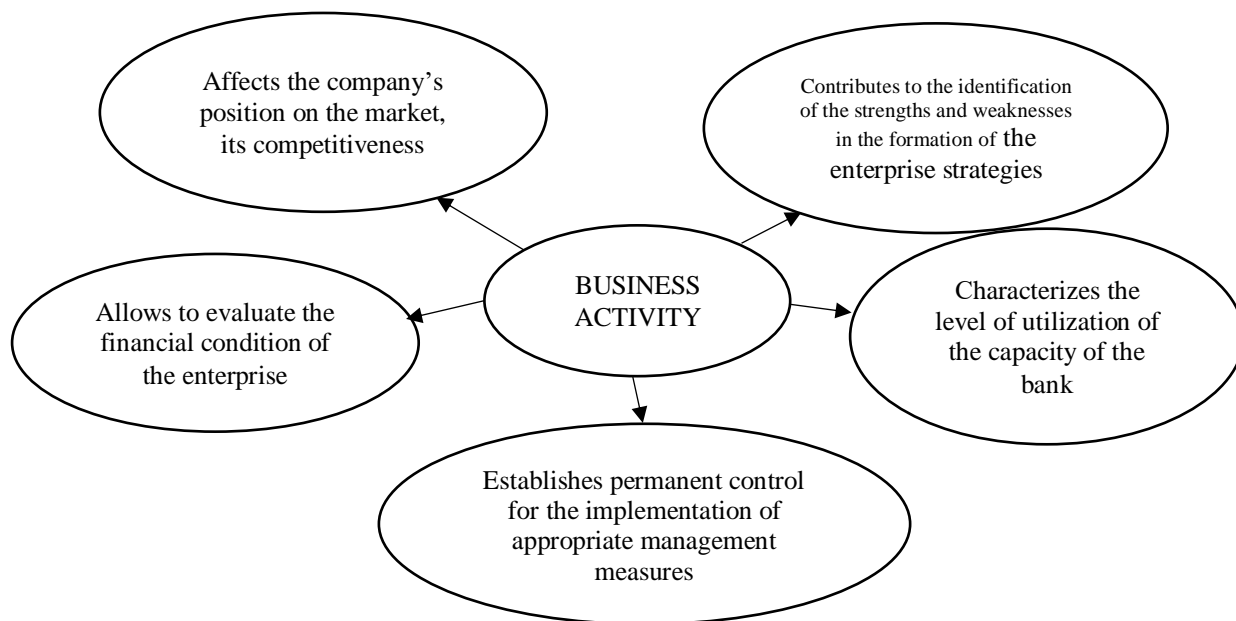 Affects the company’s
position on the market,
its competitiveness
Contributes to the identification
of the strengths and weaknesses
in the formation of the
enterprise strategies
BUSINESS
ACTIVITY
Allows to evaluate the
financial condition of
the enterprise
Characterizes the
level of utilization of
the capacity of the
bank
Establishes permanent control
for the implementation of
appropriate management
measures